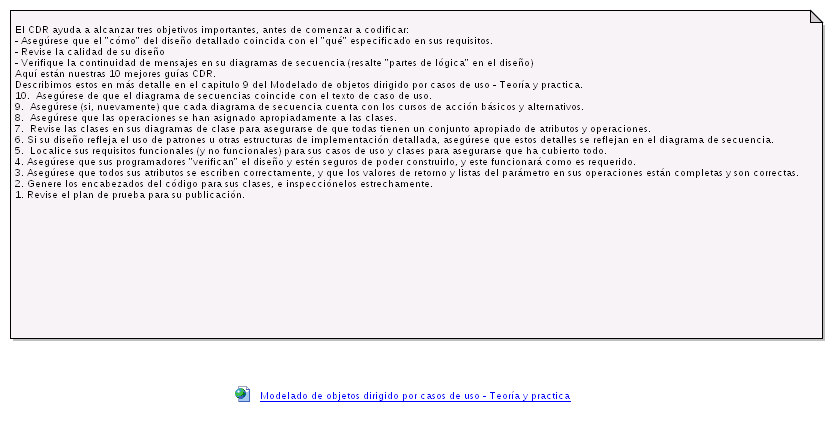 El CDR ayuda a alcanzar tres objetivos importantes, antes de comenzar a codificar:
- Asegúrese que el "cómo" del diseño detallado coincida con el "qué" especificado en sus requisitos.
- Revise la calidad de su diseño
- Verifique la continuidad de mensajes en su diagramas de secuencia (resalte "partes de lógica" en el diseño)
Aquí están nuestras 10 mejores guías CDR.
Describimos estos en más detalle en el capitulo 9 del Modelado de objetos dirigido por casos de uso - Teoría y practica.
10.  Asegúrese de que el diagrama de secuencias coincide con el texto de caso de uso.
9.  Asegúrese (si, nuevamente) que cada diagrama de secuencia cuenta con los cursos de acción básicos y alternativos.
8.  Asegúrese que las operaciones se han asignado apropiadamente a las clases.
7.  Revise las clases en sus diagramas de clase para asegurarse de que todas tienen un conjunto apropiado de atributos y operaciones.
6. Si su diseño refleja el uso de patrones u otras estructuras de implementación detallada, asegúrese que estos detalles se reflejan en el diagrama de secuencia.
5.  Localice sus requisitos funcionales (y no funcionales) para sus casos de uso y clases para asegurarse que ha cubierto todo.
4. Asegúrese que sus programadores "verifican" el diseño y estén seguros de poder construirlo, y este funcionará como es requerido.
3. Asegúrese que todos sus atributos se escriben correctamente, y que los valores de retorno y listas del parámetro en sus operaciones están completas y son correctas.
2. Genere los encabezados del código para sus clases, e inspecciónelos estrechamente.
1. Revise el plan de prueba para su publicación.
Modelado de objetos dirigido por casos de uso - Teoría y practica